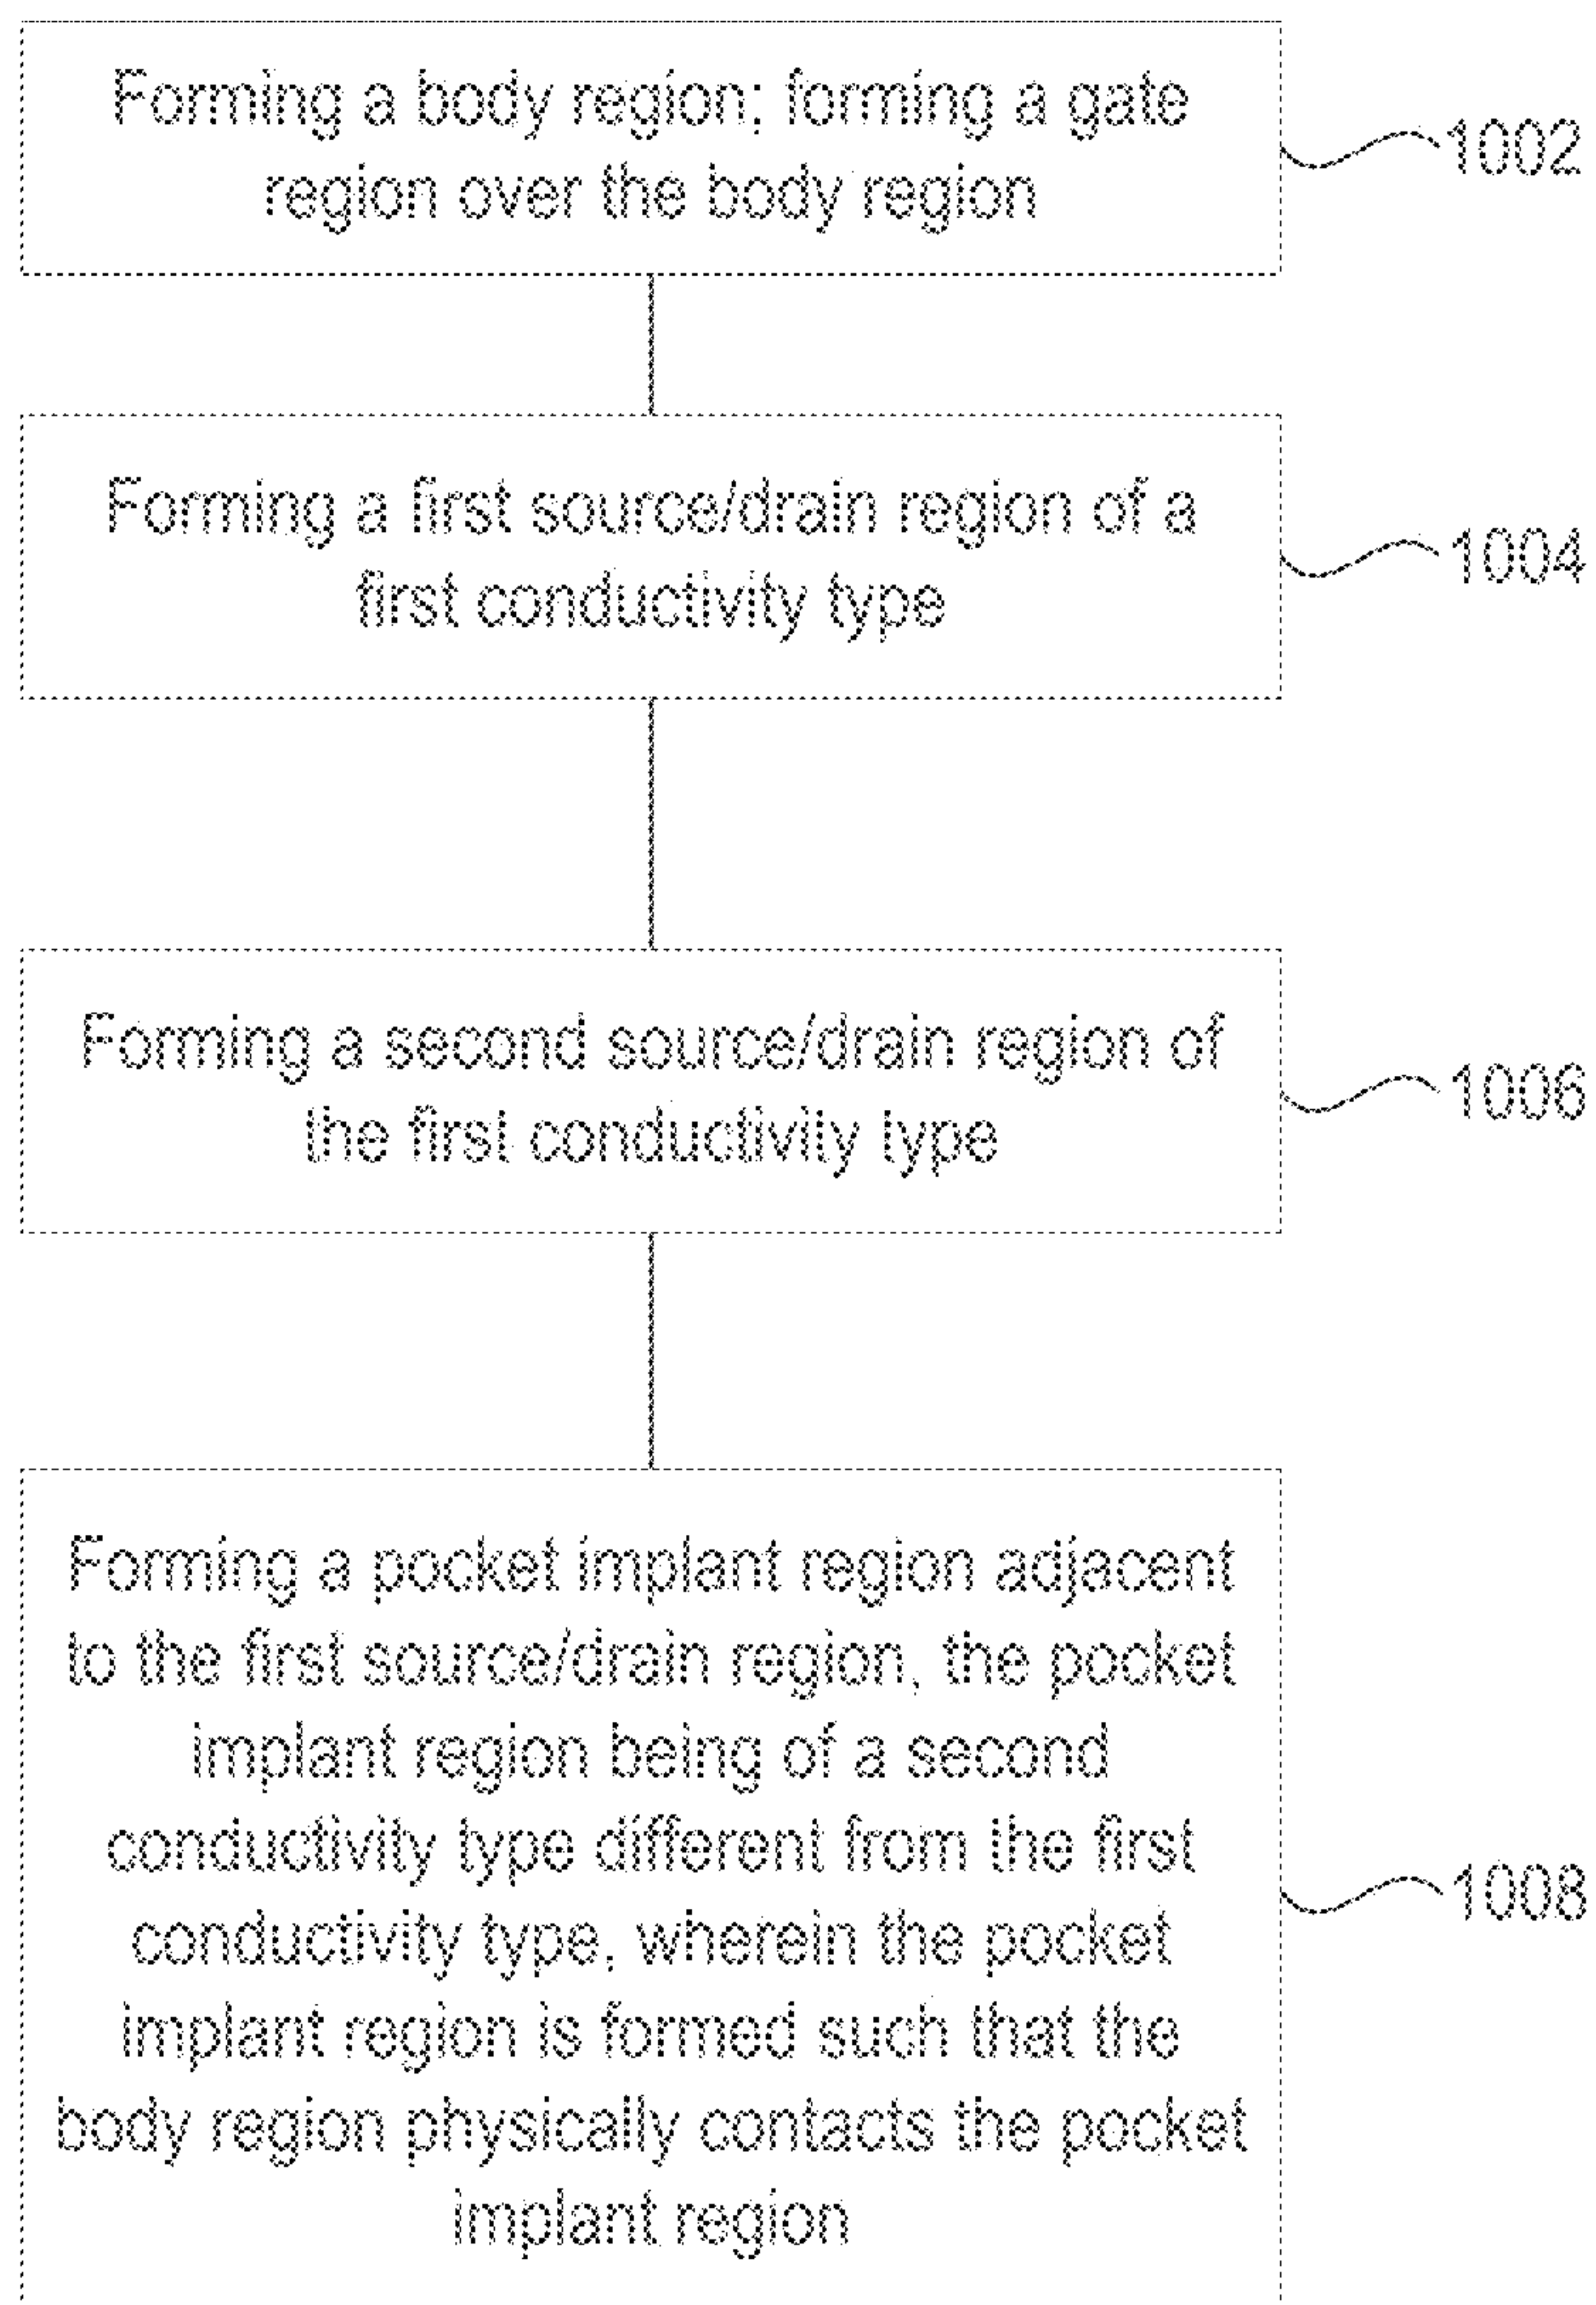 Forming a body region; forming a gate
region over the body region
1002
Forming a first source/drain region of a
first conductivity type
1004
Forming a second source/drain region of
the first conductivity type
1006
Forming a pocket implant region adjacent
to the first source/drain region, the pocket
implant region being of a second
conductivity type different from the first
conductivity type, wherein the pocket
implant region is formed such that the
body region physically contacts the pocket
implant region
1008